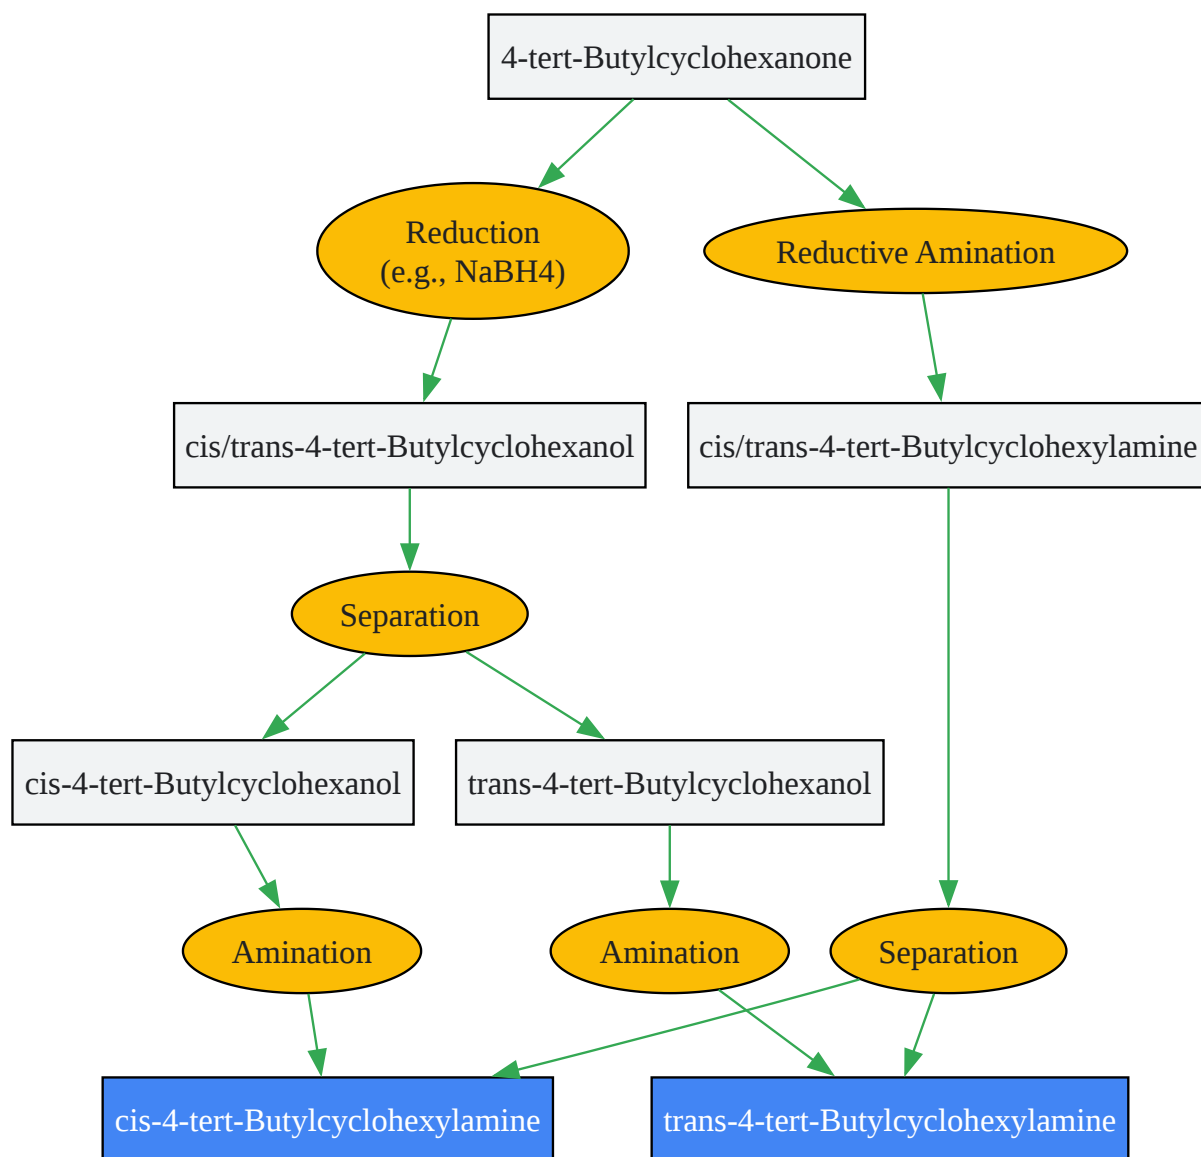 4-tert-Butylcyclohexanone
Reduction
(e.g., NaBH4)
Reductive Amination
cis/trans-4-tert-Butylcyclohexanol
cis/trans-4-tert-Butylcyclohexylamine
Separation
cis-4-tert-Butylcyclohexanol
trans-4-tert-Butylcyclohexanol
Amination
Amination
Separation
cis-4-tert-Butylcyclohexylamine
trans-4-tert-Butylcyclohexylamine